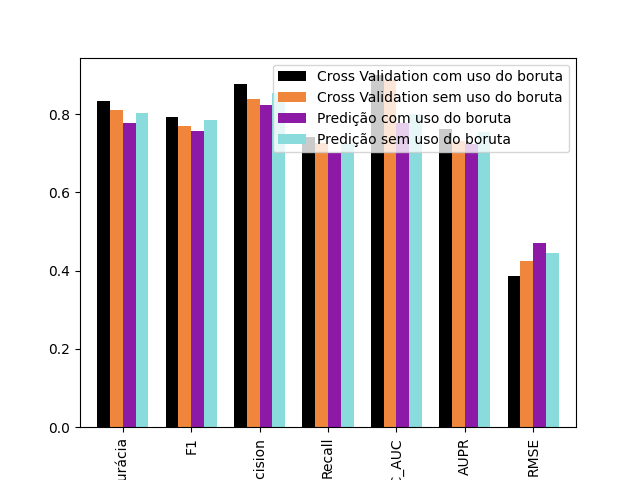 Cross Validation com uso do boruta
Cross Validation sem uso do boruta
Predição com uso do boruta
Predição sem uso do boruta
0.8
0.6
0.4
0.2
0.0
urácia
F1
cision
Recall
C_AUC
AUPR
RMSE